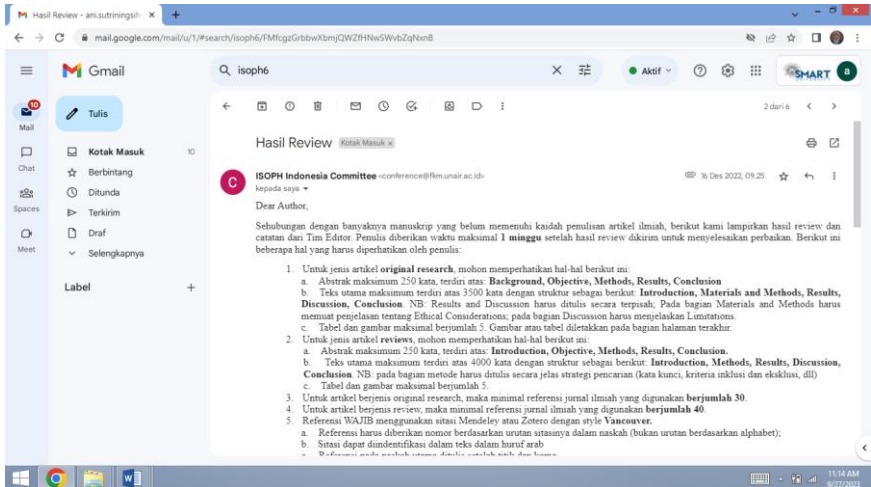 Hasil Review - ani.sutriningsih
mail.google.com/mail/u/1/#search/isoph6/FMfcgzGrbbwXbmjQWZfHNwSWvbZqNxnB
Gmail
isoph6
Aktif
SMART
a
10
Mail
Chat
Spaces
Meet
Tulis
Kotak Masuk 10
Berbintang
Ditunda
Terkirim
Draf
Selengkapnya
Label
2 dari 6
Hasil Review Kotak Masuk ×
C
ISOPH Indonesia Committee <conference@fkm.unair.ac.id>
16 Des 2022, 09.25
kepada saya
Dear Author,
Sehubungan dengan banyaknya manuskrip yang belum memenuhi kaidah penulisan artikel ilmiah, berikut kami lampirkan hasil review dan
catatan dari Tim Editor. Penulis diberikan waktu maksimal 1 minggu setelah hasil review dikirim untuk menyelesaikan perbaikan. Berikut ini
beberapa hal yang harus diperhatikan oleh penulis:
1. Untuk jenis artikel original research, mohon memperhatikan hal-hal berikut ini:
a. Abstrak maksimum 250 kata, terdiri atas: Background, Objective, Methods, Results, Conclusion
b. Teks utama maksimum terdiri atas 3500 kata dengan struktur sebagai berikut: Introduction, Materials and Methods, Results,
Discussion, Conclusion. NB: Results and Discussion harus ditulis secara terpisah; Pada bagian Materials and Methods harus
memuat penjelasan tentang Ethical Considerations; pada bagian Discussion harus menjelaskan Limitations.
c. Tabel dan gambar maksimal berjumlah 5. Gambar atau tabel diletakkan pada bagian halaman terakhir.
2. Untuk jenis artikel reviews, mohon memperhatikan hal-hal berikut ini:
a. Abstrak maksimum 250 kata, terdiri atas: Introduction, Objective, Methods, Results, Conclusion.
b. Teks utama maksimum terdiri atas 4000 kata dengan struktur sebagai berikut: Introduction, Methods, Results, Discussion,
Conclusion. NB: pada bagian metode harus ditulis secara jelas strategi pencarian (kata kunci, kriteria inklusi dan eksklusi, dll)
c. Tabel dan gambar maksimal berjumlah 5.
3. Untuk artikel berjenis original research, maka minimal referensi jurnal ilmiah yang digunakan berjumlah 30.
4. Untuk artikel berjenis review, maka minimal referensi jurnal ilmiah yang digunakan berjumlah 40.
5. Referensi WAJIB menggunakan sitasi Mendeley atau Zotero dengan style Vancouver.
a. Referensi harus diberikan nomor berdasarkan urutan sitasinya dalam naskah (bukan urutan berdasarkan alphabet);
b. Sitasi dapat diindentifikasi dalam teks dalam huruf arab
11:14 AM
9/27/2023